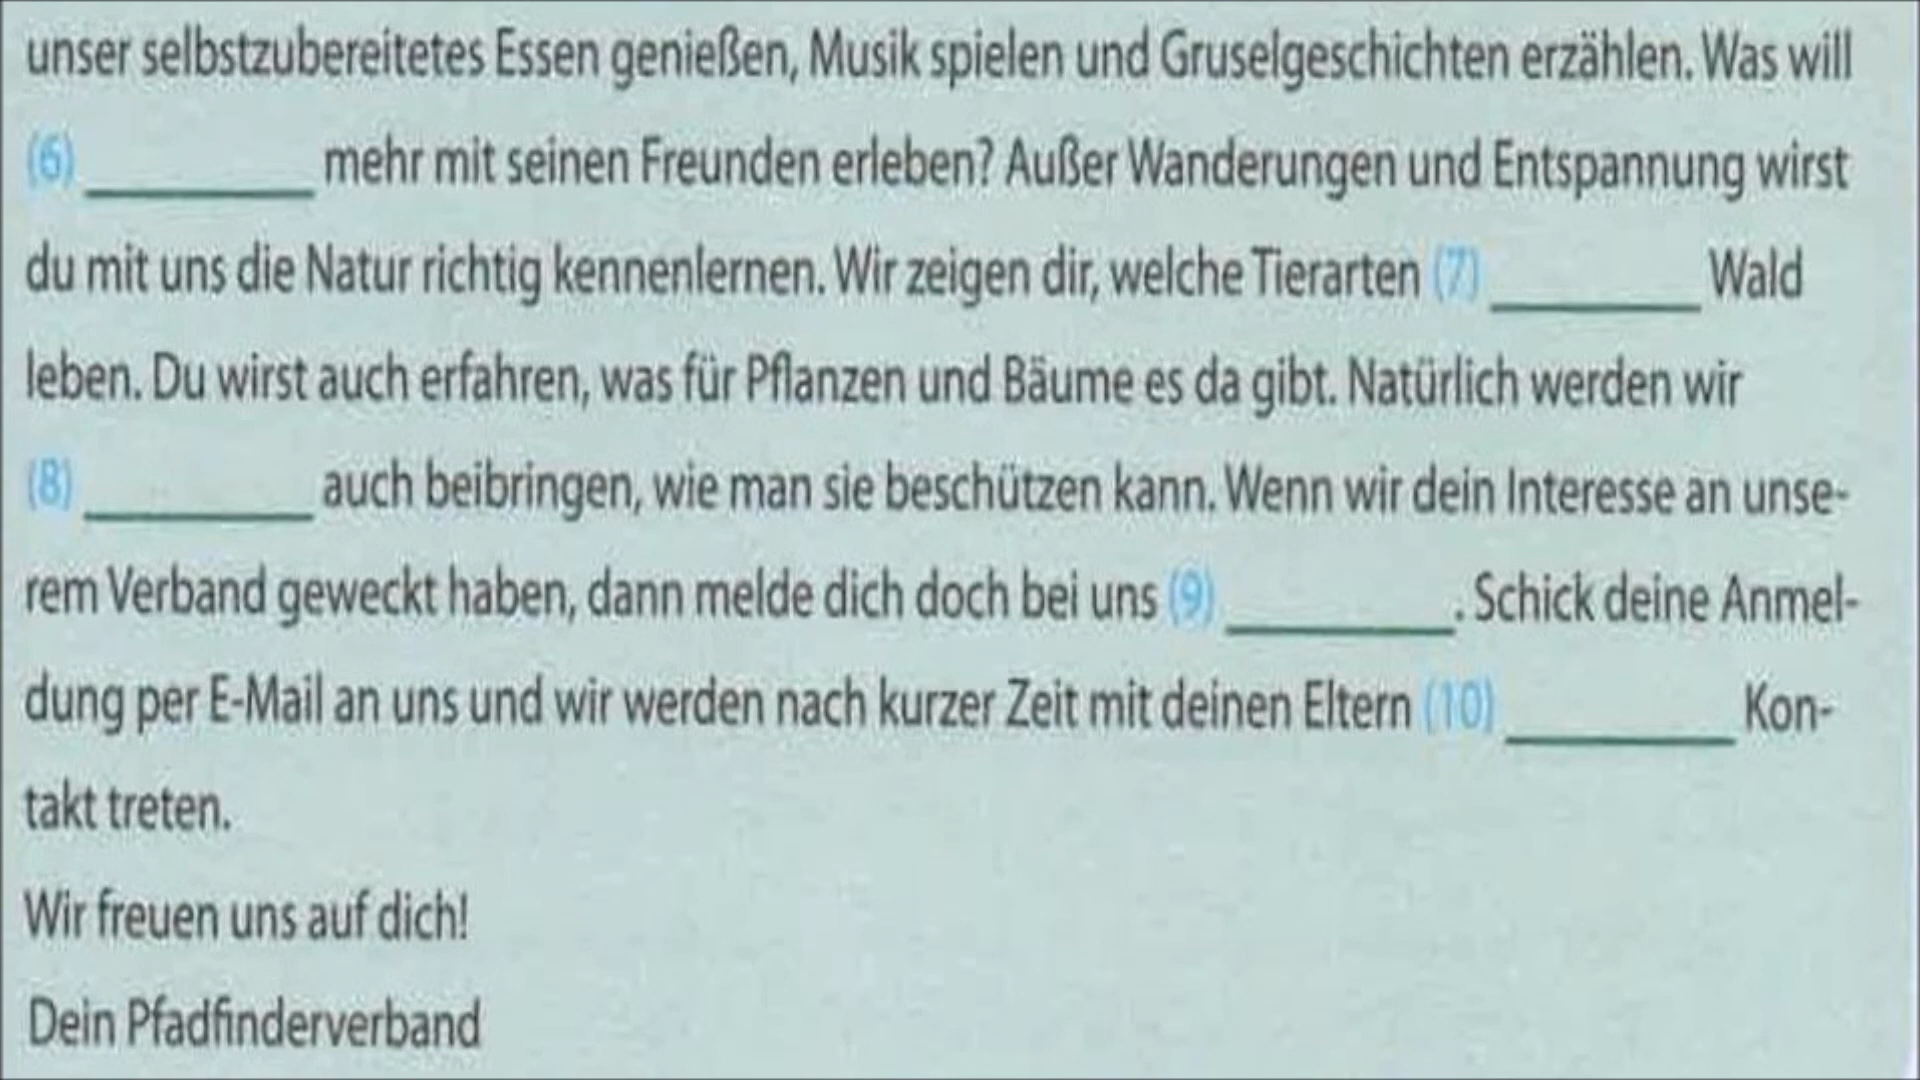 unser selbstzubereitetes Essen genießen, Musik spielen und Gruselgeschichten erzählen. Was will
(6) __________ mehr mit seinen Freunden erleben? Außer Wanderungen und Entspannung wirst
du mit uns die Natur richtig kennenlernen. Wir zeigen dir, welche Tierarten (7) __________ Wald
leben. Du wirst auch erfahren, was für Pflanzen und Bäume es da gibt. Natürlich werden wir
(8) __________ auch beibringen, wie man sie beschützen kann. Wenn wir dein Interesse an unse-
rem Verband geweckt haben, dann melde dich doch bei uns (9) __________. Schick deine Anmel-
dung per E-Mail an uns und wir werden nach kurzer Zeit mit deinen Eltern (10) __________ Kon-
takt treten.
Wir freuen uns auf dich!
Dein Pfadfinderverband